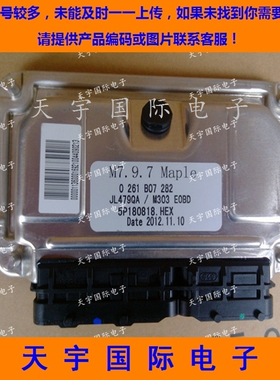 号较多，未能及时一一上传，如果未找到你需要
请提供产品编码或图片联系客服！
天宇国际电子
M7.9.7 Maple
0 261 B07 282
JL479QA / M303 EOBD
5P180818.HEX
Date 2012.11.10
天宇国际电子